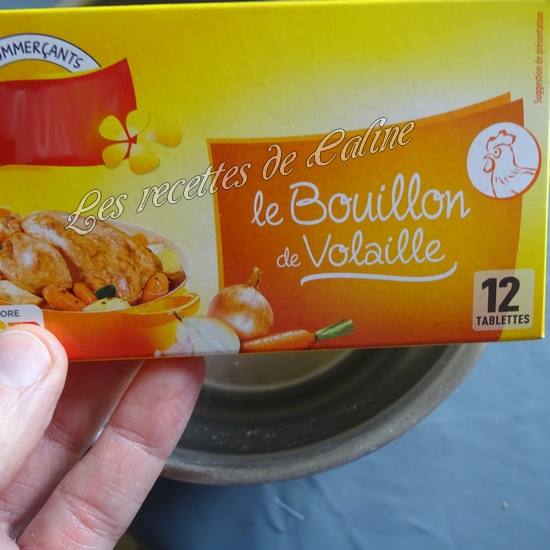 MMERÇANTS
Suggestion de présentation
Les recettes de Caline
le Bouillon
de Volaille
12
TABLETTES
ORE